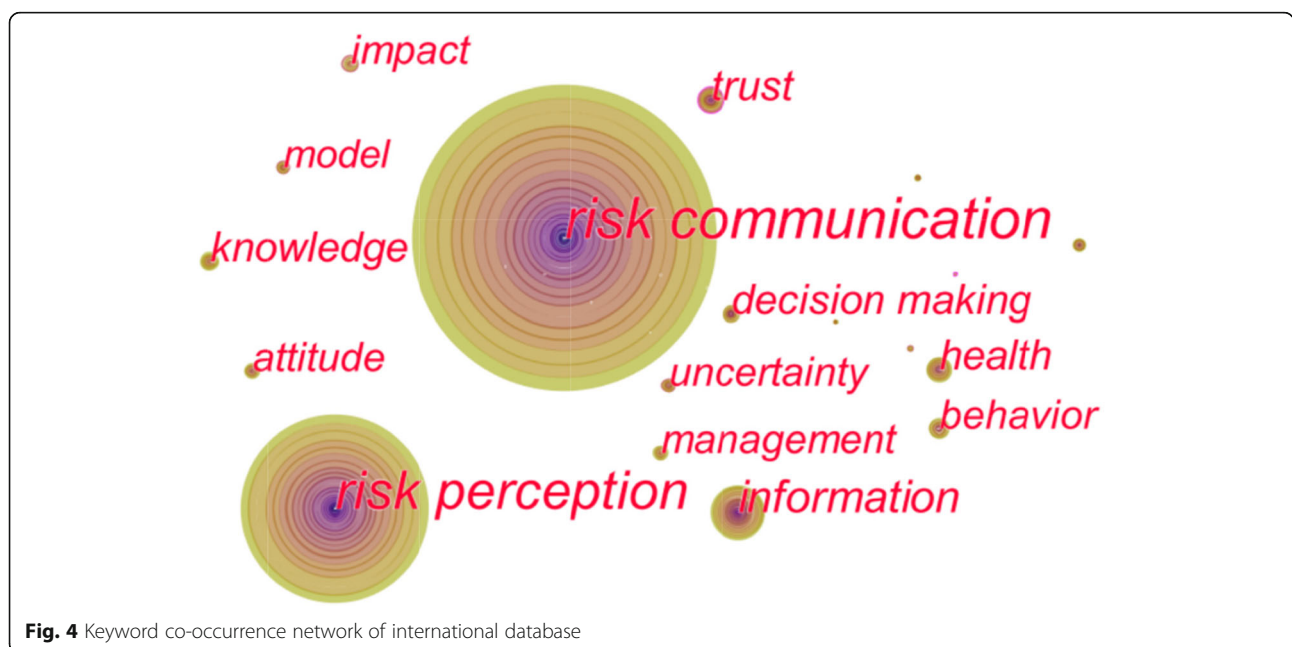 impact
trust
model
risk communication
knowledge
decision making
attitude
uncertainty
health
behavior
management
risk perception
information
Fig. 4 Keyword co-occurrence network of international database